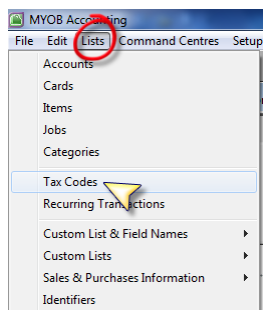 MYOB Accounting
File Edit Lists Command Centres Setup
Accounts
Cards
Items
Jobs
Categories
Tax Codes
Recurring Transactions
Custom List & Field Names
Custom Lists
Sales & Purchases Information
Identifiers